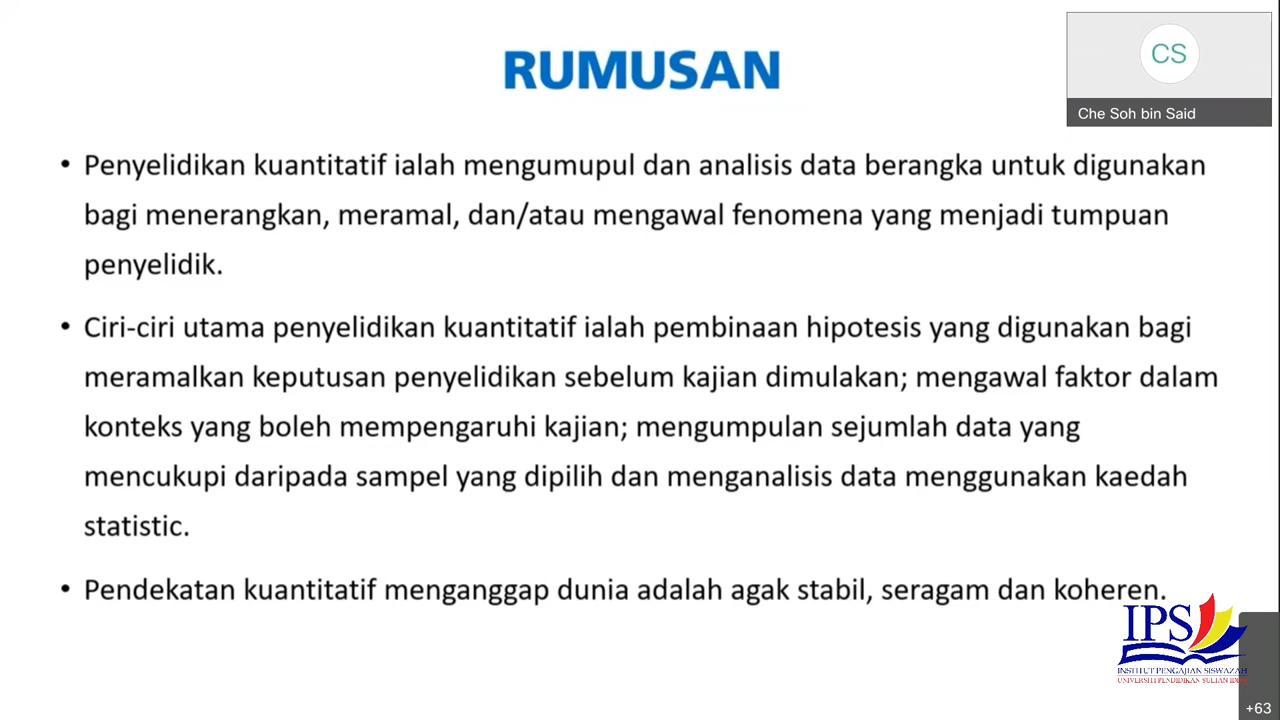 RUMUSAN
CS
Che Soh bin Said
• Penyelidikan kuantitatif ialah mengumupul dan analisis data berangka untuk digunakan
bagi menerangkan, meramal, dan/atau mengawal fenomena yang menjadi tumpuan
penyelidik.
• Ciri-ciri utama penyelidikan kuantitatif ialah pembinaan hipotesis yang digunakan bagi
meramalkan keputusan penyelidikan sebelum kajian dimulakan; mengawal faktor dalam
konteks yang boleh mempengaruhi kajian; mengumpulan sejumlah data yang
mencukupi daripada sampel yang dipilih dan menganalisis data menggunakan kaedah
statistic.
• Pendekatan kuantitatif menganggap dunia adalah agak stabil, seragam dan koheren.
IPS
INSTITUT PENGAJIAN SISWAZAH
UNIVERSITI PENDIDIKAN SULTAN
+63